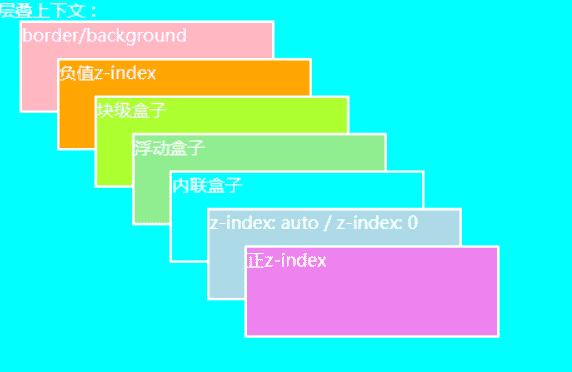 层叠上下文：
border/background
负值z-index
块级盒子
浮动盒子
内联盒子
z-index: auto / z-index: 0
正z-index